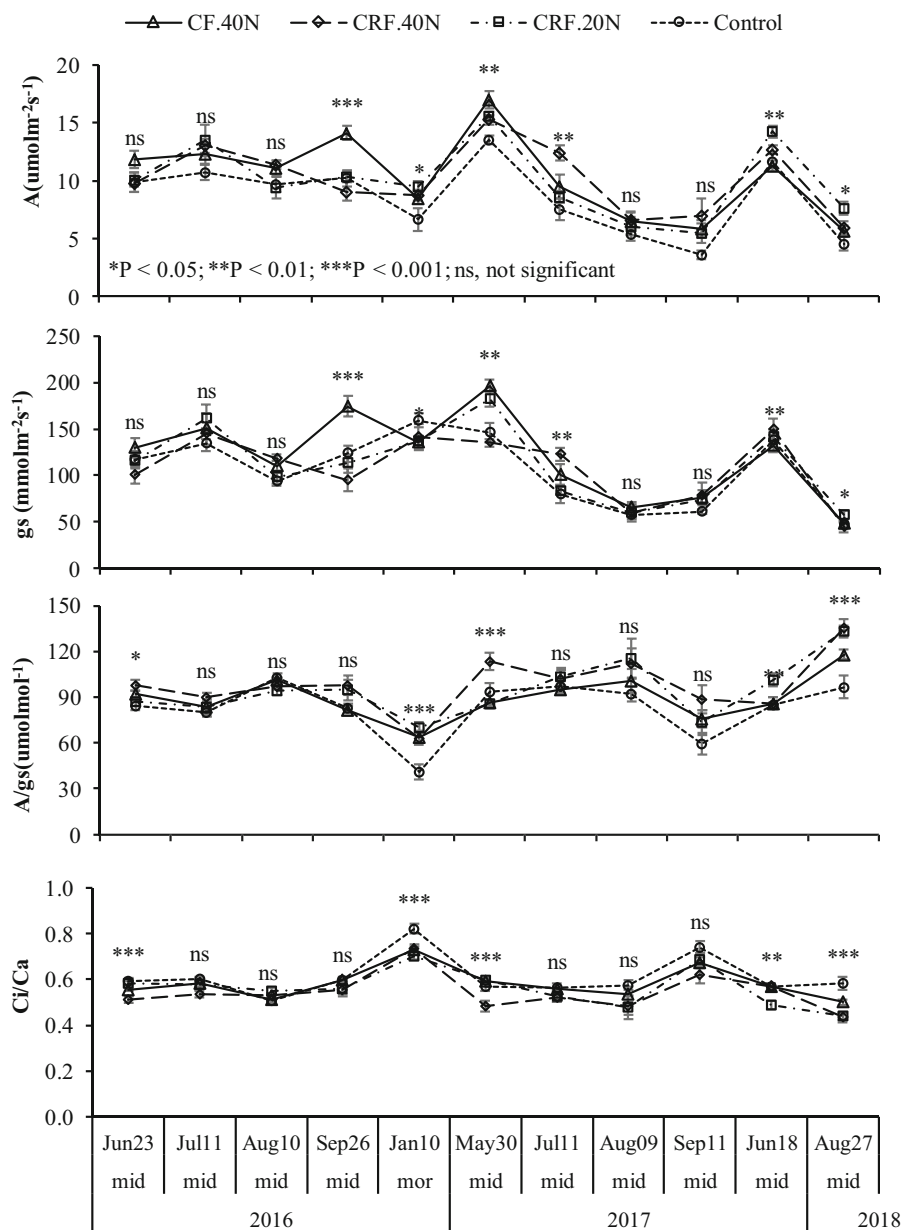 CF.40N CRF.40N CRF.20N Control
A(umolm⁻²s⁻¹)
20
15
10
5
0
ns ns ns *** * ** ** ns ns ** *
*P < 0.05; **P < 0.01; ***P < 0.001; ns, not significant
gs (mmolm⁻²s⁻¹)
250
200
150
100
50
0
ns ns ns *** * ** ** ns ns ** *
A/gs(umolmol⁻¹)
150
120
90
60
30
0
* ns ns ns *** *** ns ns ns ** ***
Ci/Ca
1.0
0.8
0.6
0.4
0.2
0.0
*** ns ns ns *** *** ns ns ns ** ***
Jun23 Jul11 Aug10 Sep26 Jan10 May30 Jul11 Aug09 Sep11 Jun18 Aug27
mid mid mid mid mor mid mid mid mid mid mid
2016 2017 2018